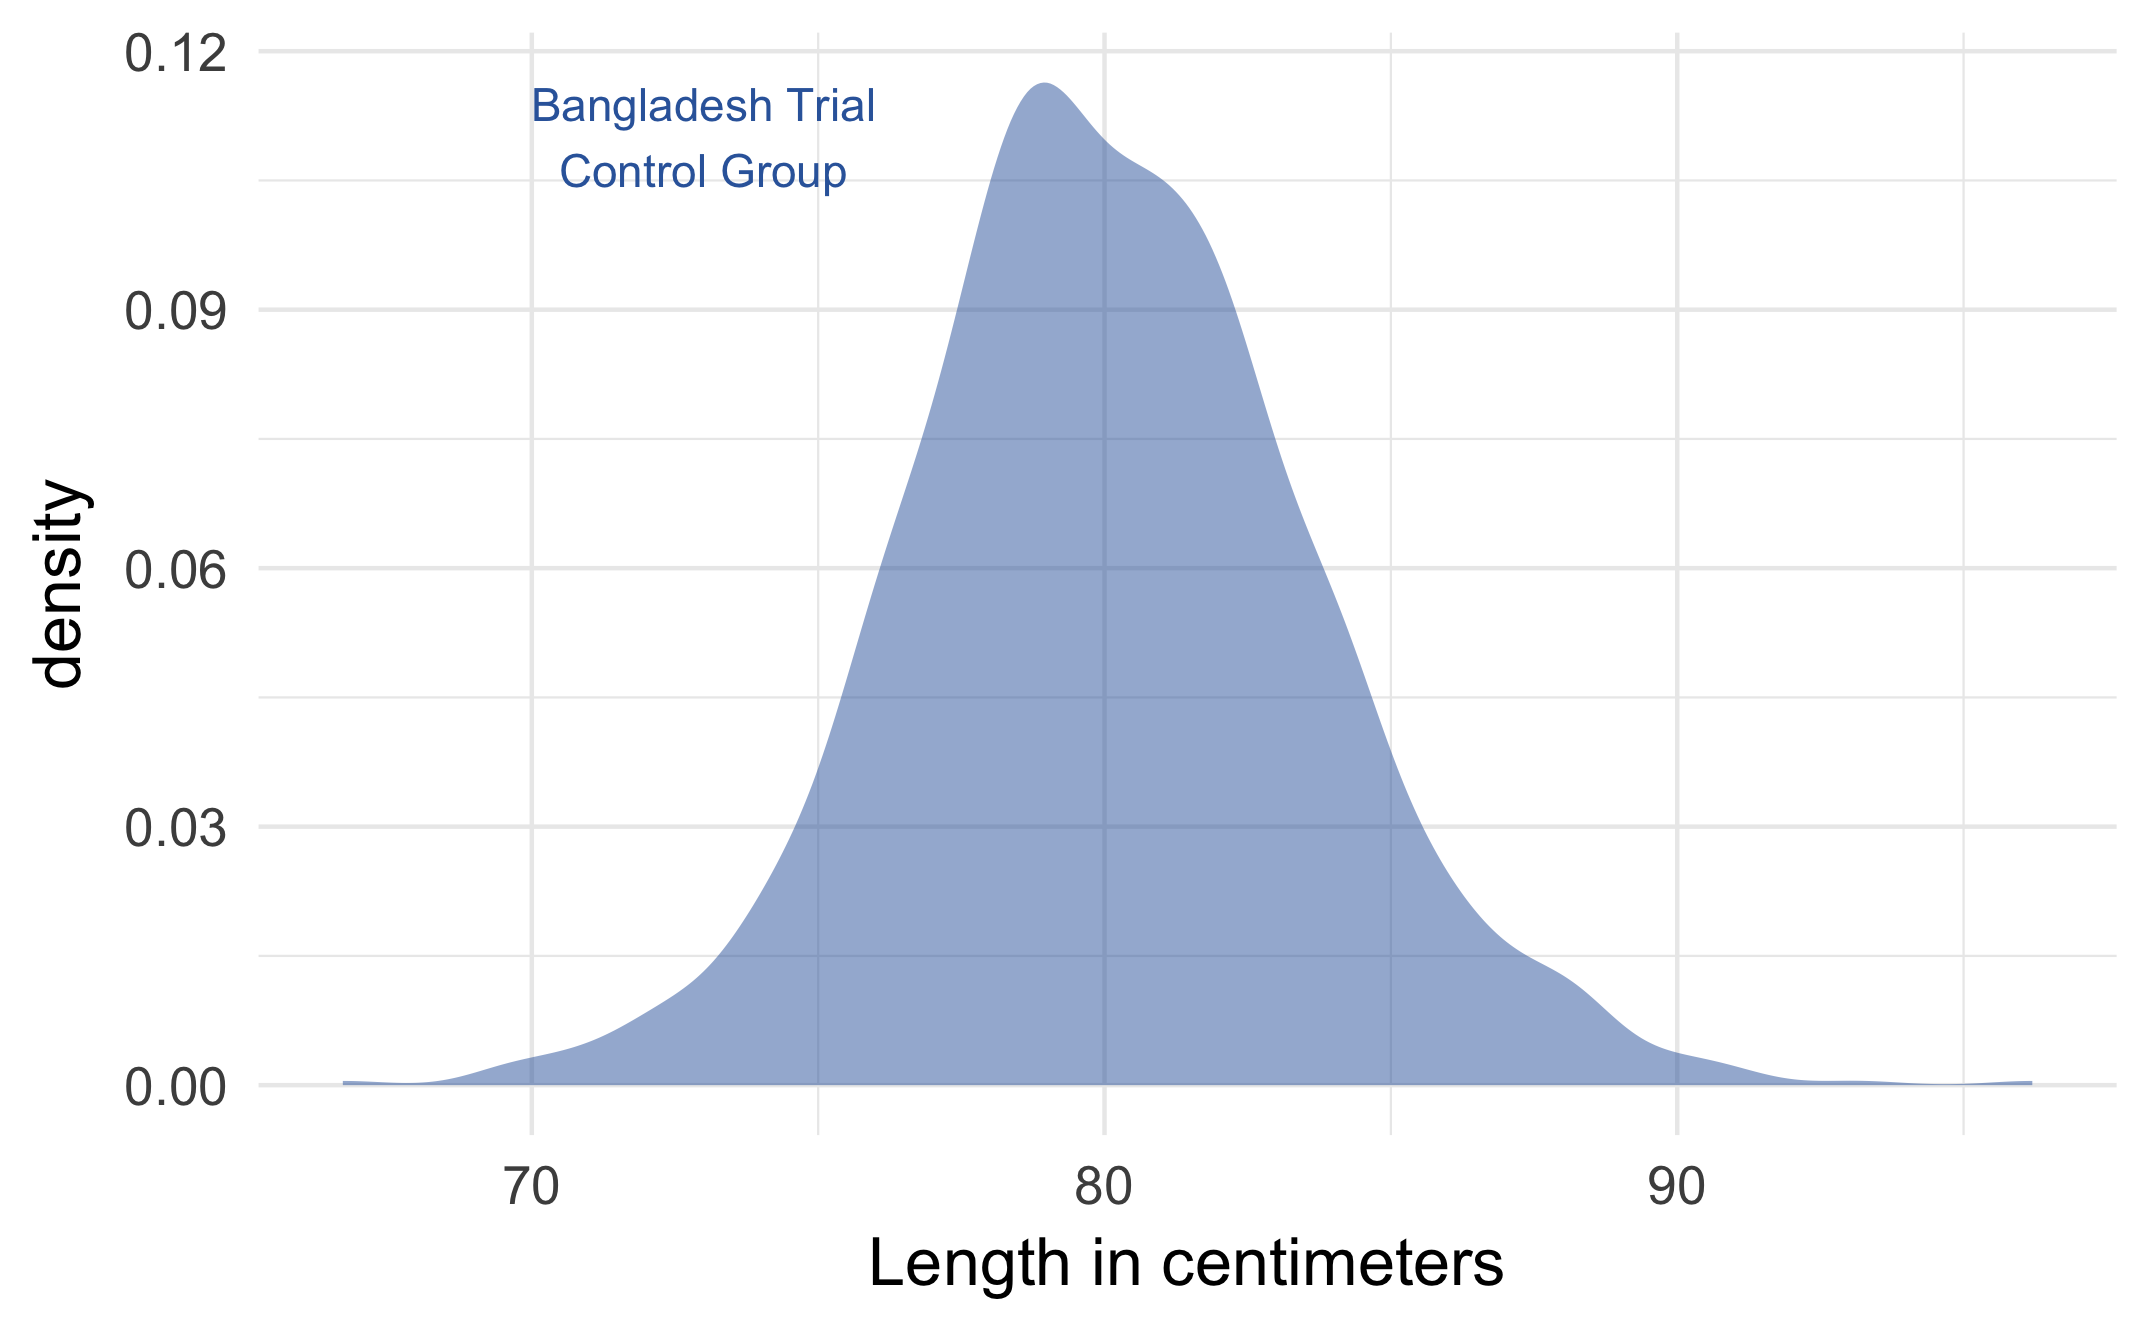 0.12
Bangladesh Trial
Control Group
0.09
0.06
0.03
0.00
density
70 80 90
Length in centimeters